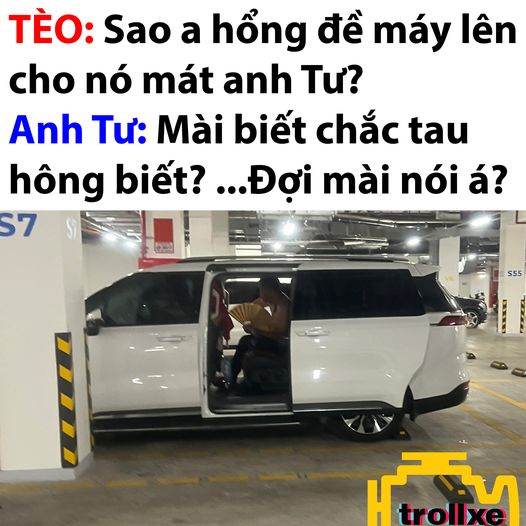 TÈO: Sao a hổng đề máy lên
cho nó mát anh Tư?
Anh Tư: Mài biết chắc tau
hông biết? ...Đợi mài nói á?
S7
S7
S55
trollxe